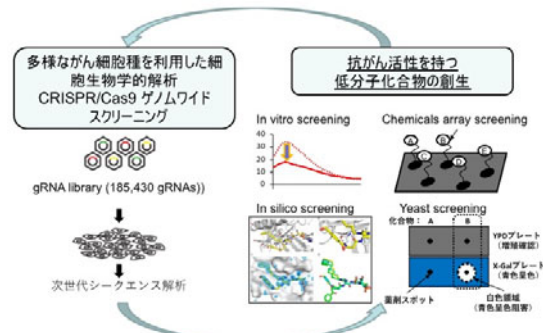 多様ながん細胞種を利用した細
胞生物学的解析
CRISPR/Cas9 ゲノムワイド
スクリーニング
gRNA library (185,430 gRNAs))
次世代シークエンス解析
抗がん活性を持つ
低分子化合物の創生
In vitro screening
40
30
20
10
0
Chemicals array screening
A
B
C
D
E
In silico screening
Yeast screening
化合物：
A
B
YPDプレート
（増殖確認）
X-Galプレート
（青色呈色）
薬剤スポット
白色領域
（青色呈色阻害）